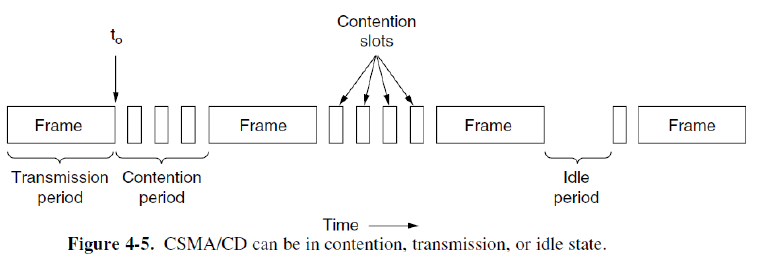 Contention
slots
t₀
Frame Frame Frame Frame
Transmission period
Contention period
Idle period
Time
Figure 4-5. CSMA/CD can be in contention, transmission, or idle state.